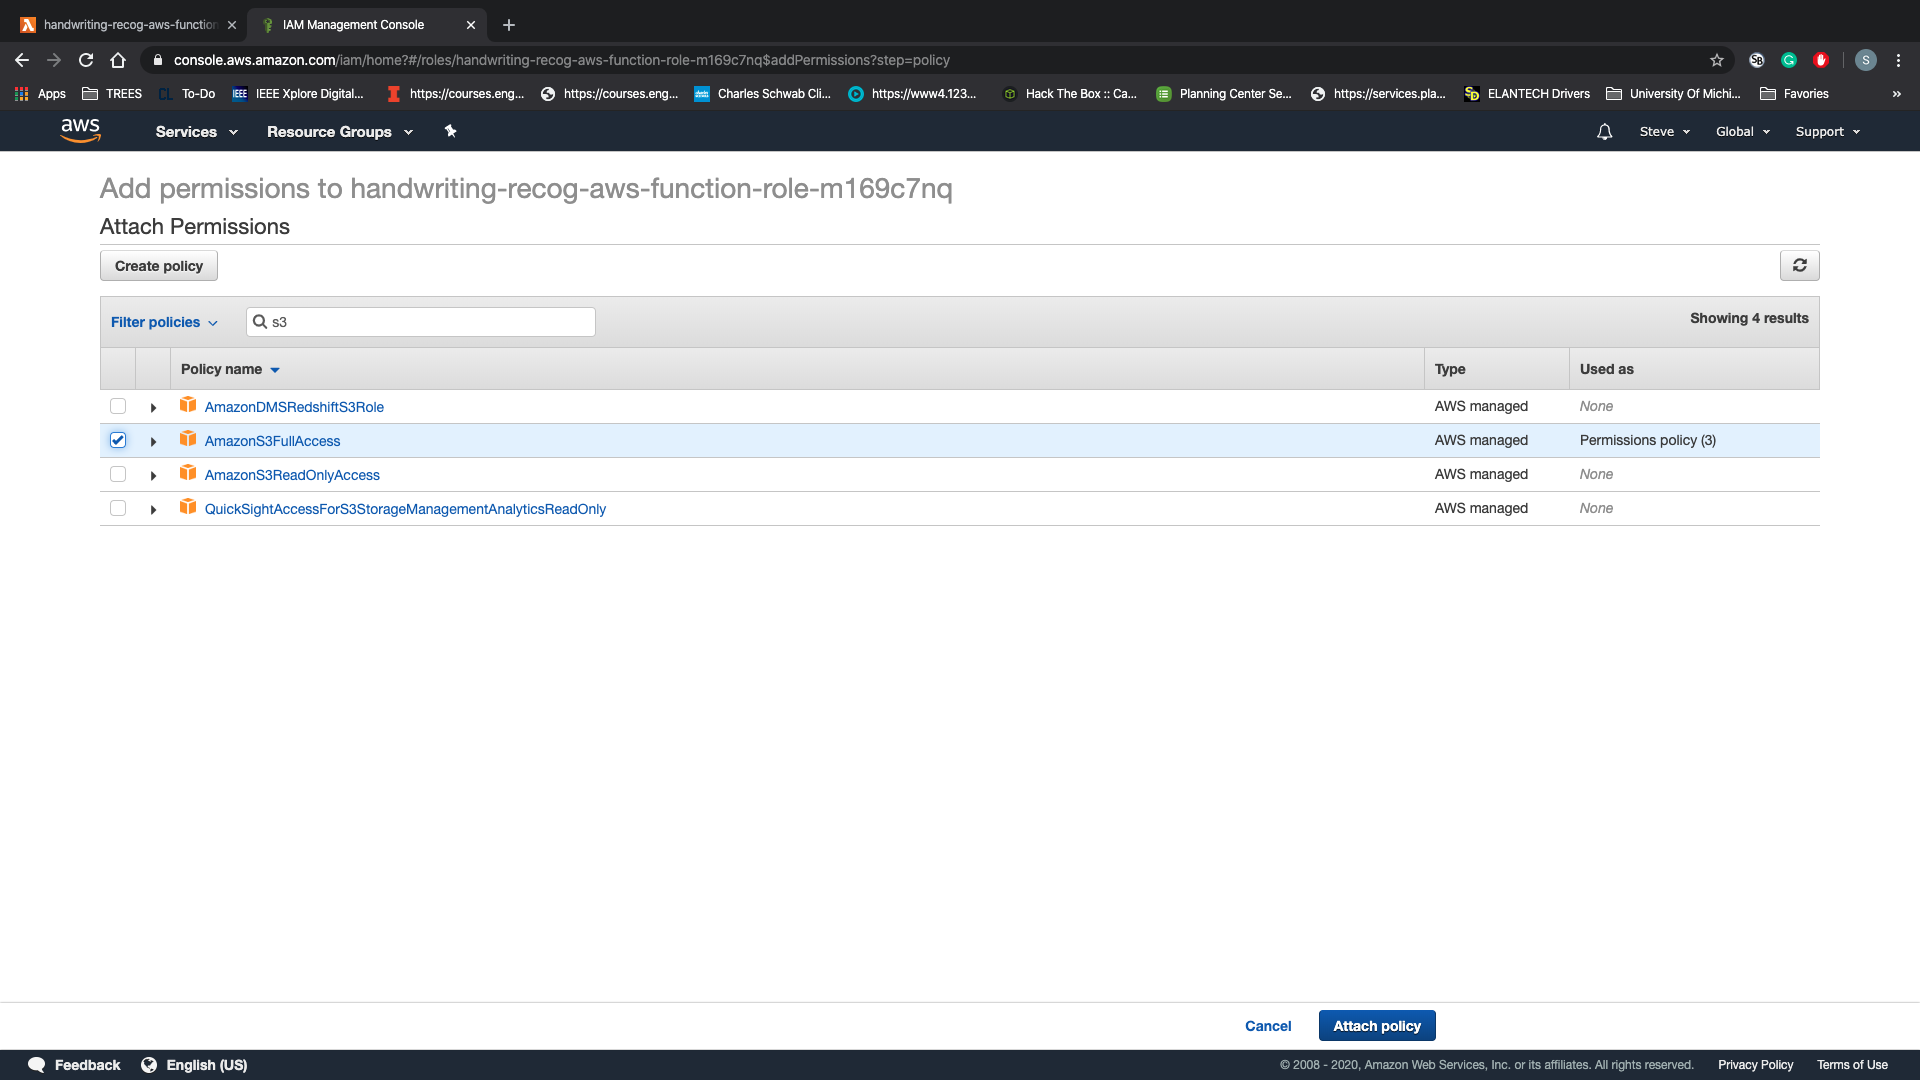 handwriting-recog-aws-function
IAM Management Console
console.aws.amazon.com/iam/home?#/roles/handwriting-recog-aws-function-role-m169c7nq$addPermissions?step=policy
SB
G
S
Apps
TREES
CL To-Do
IEEE IEEE Xplore Digital...
https://courses.eng...
https://courses.eng...
Charles Schwab Cli...
https://www4.123...
Hack The Box :: Ca...
Planning Center Se...
https://services.pla...
SD ELANTECH Drivers
University Of Michi...
Favories
»
aws
Services
Resource Groups
Steve
Global
Support
Add permissions to handwriting-recog-aws-function-role-m169c7nq
Attach Permissions
Create policy
Filter policies
s3
Showing 4 results
Policy name Type Used as
AmazonDMSRedshiftS3Role AWS managed None
AmazonS3FullAccess AWS managed Permissions policy (3)
AmazonS3ReadOnlyAccess AWS managed None
QuickSightAccessForS3StorageManagementAnalyticsReadOnly AWS managed None
Cancel
Attach policy
Feedback
English (US)
© 2008 - 2020, Amazon Web Services, Inc. or its affiliates. All rights reserved.
Privacy Policy
Terms of Use